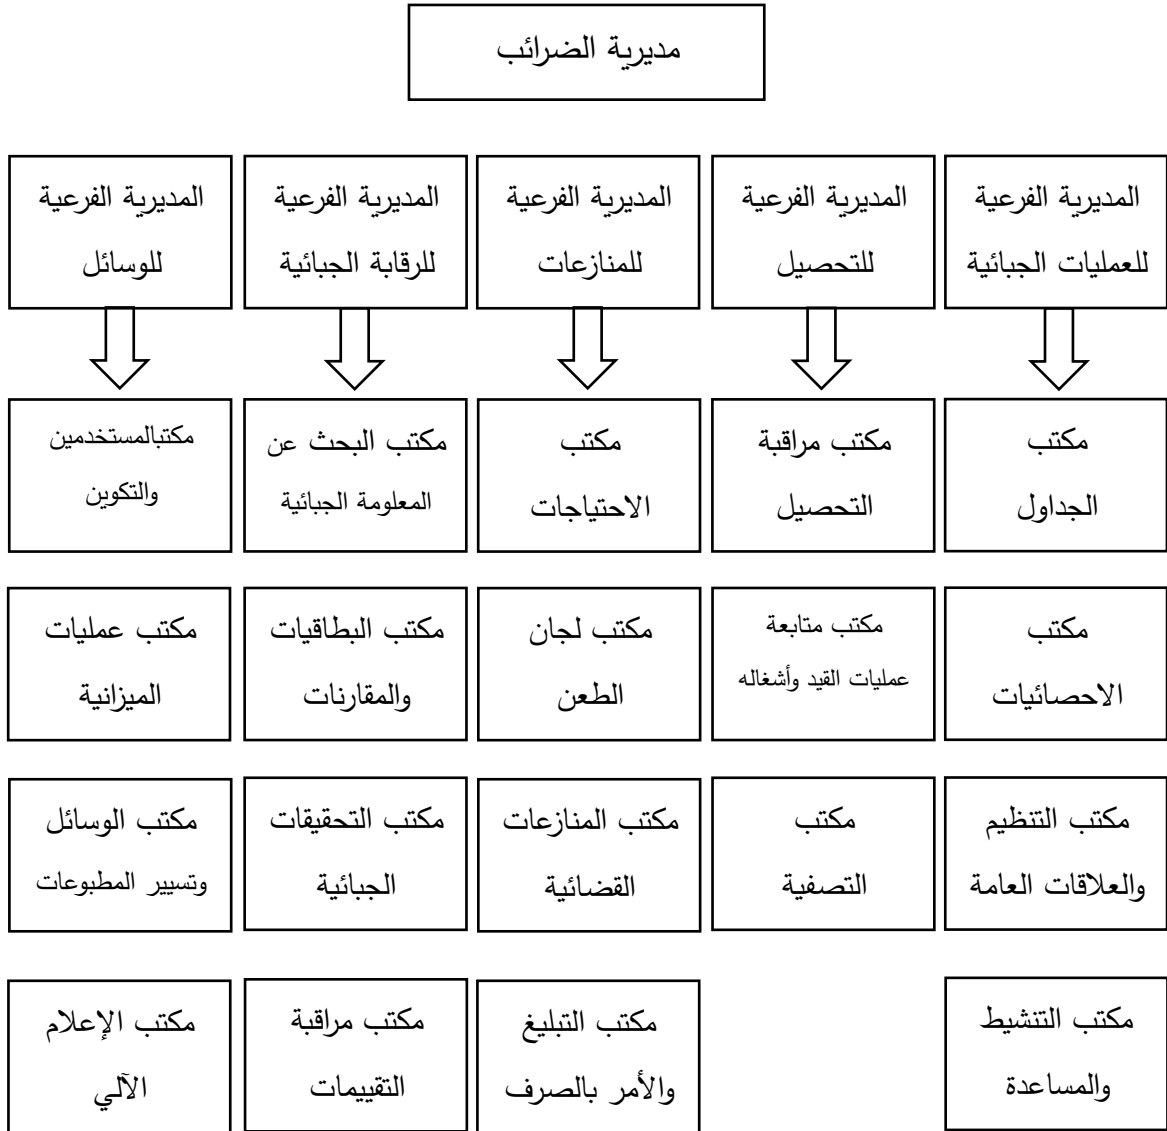 مديرية الضرائب
المديرية الفرعية
للعمليات الجبائية
المديرية الفرعية
للتحصيل
المديرية الفرعية
للمنازعات
المديرية الفرعية
للرقابة الجبائية
المديرية الفرعية
للوسائل
مكتب
الجداول
مكتب مراقبة
التحصيل
مكتب
الاحتياجات
مكتب البحث عن
المعلومة الجبائية
مكتبالمستخدمين
والتكوين
مكتب
الاحصائيات
مكتب متابعة
عمليات القيد وأشغاله
مكتب لجان
الطعن
مكتب البطاقيات
والمقارنات
مكتب عمليات
الميزانية
مكتب التنظيم
والعلاقات العامة
مكتب
التصفية
مكتب المنازعات
القضائية
مكتب التحقيقات
الجبائية
مكتب الوسائل
وتسيير المطبوعات
مكتب التنشيط
والمساعدة
مكتب التبليغ
والأمر بالصرف
مكتب مراقبة
التقييمات
مكتب الإعلام
الآلي